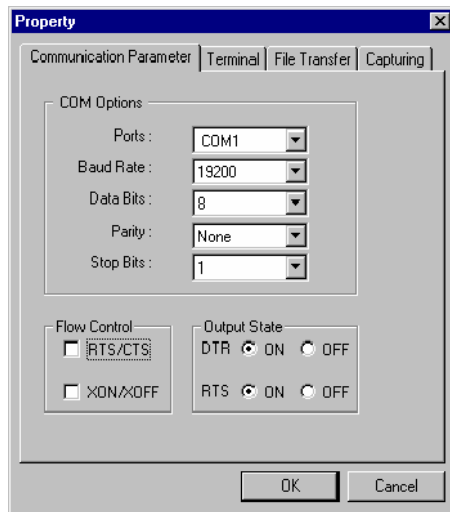 Property
Communication Parameter Terminal File Transfer Capturing
COM Options
Ports : COM1
Baud Rate : 19200
Data Bits : 8
Parity : None
Stop Bits : 1
Flow Control
RTS/CTS
XON/XOFF
Output State
DTR ON OFF
RTS ON OFF
OK Cancel